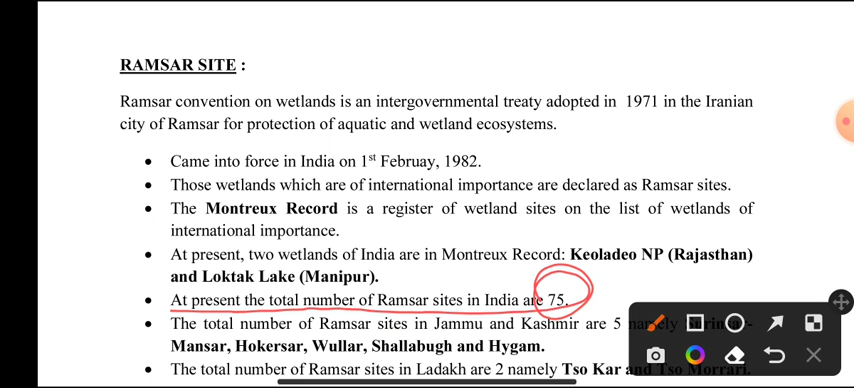 RAMSAR SITE :
Ramsar convention on wetlands is an intergovernmental treaty adopted in 1971 in the Iranian
city of Ramsar for protection of aquatic and wetland ecosystems.
• Came into force in India on 1st Februay, 1982.
• Those wetlands which are of international importance are declared as Ramsar sites.
• The Montreux Record is a register of wetland sites on the list of wetlands of
international importance.
• At present, two wetlands of India are in Montreux Record: Keoladeo NP (Rajasthan)
and Loktak Lake (Manipur).
• At present the total number of Ramsar sites in India are 75.
• The total number of Ramsar sites in Jammu and Kashmir are 5 namely
Mansar, Hokersar, Wullar, Shallabugh and Hygam.
• The total number of Ramsar sites in Ladakh are 2 namely Tso Kar and Tso Morrari.